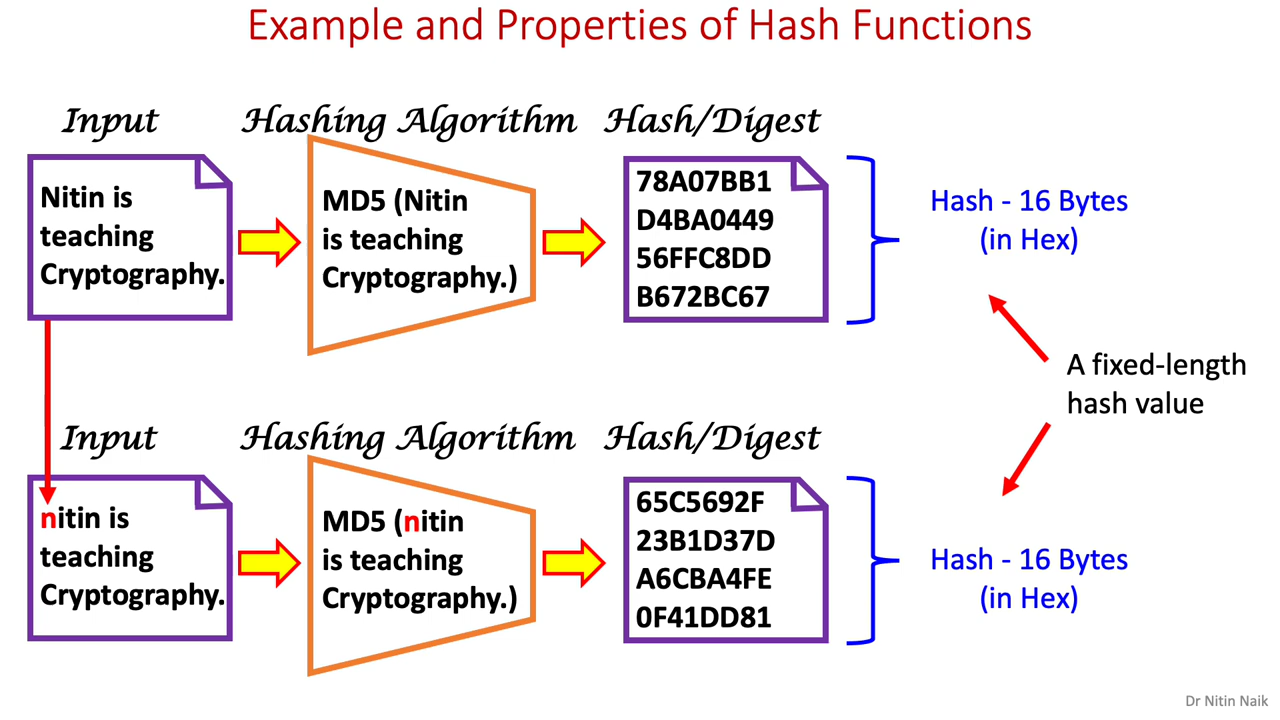 Example and Properties of Hash Functions
Input
Hashing Algorithm
Hash/Digest
Nitin is
teaching
Cryptography.
MD5 (Nitin
is teaching
Cryptography.)
78A07BB1
D4BA0449
56FFC8DD
B672BC67
Hash - 16 Bytes
(in Hex)
A fixed-length
hash value
Input
Hashing Algorithm
Hash/Digest
nitin is
teaching
Cryptography.
MD5 (nitin
is teaching
Cryptography.)
65C5692F
23B1D37D
A6CBA4FE
0F41DD81
Hash - 16 Bytes
(in Hex)
Dr Nitin Naik